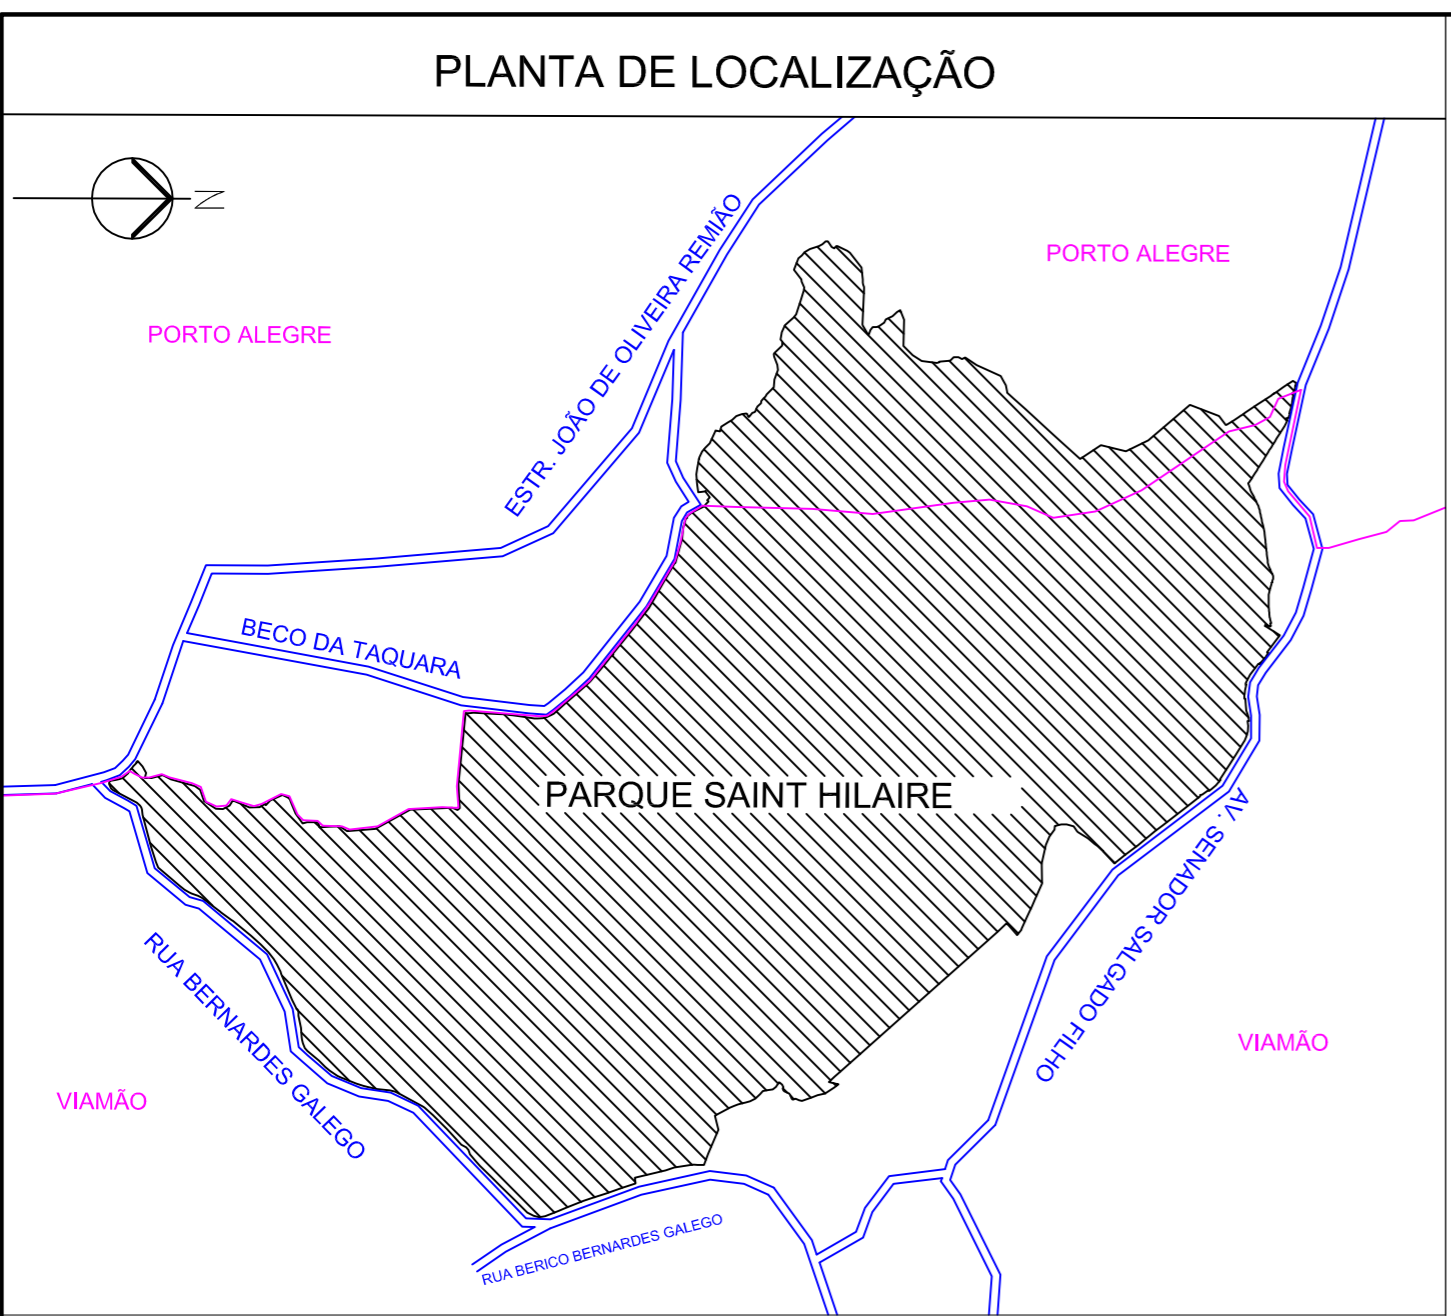 PLANTA DE LOCALIZAÇÃO
N
PORTO ALEGRE
PORTO ALEGRE
ESTR. JOÃO DE OLIVEIRA REMIÃO
BECO DA TAQUARA
PARQUE SAINT HILAIRE
AV. SENADOR SALGADO FILHO
RUA BERNARDES GALEGO
VIAMÃO
VIAMÃO
RUA BERICO BERNARDES GALEGO